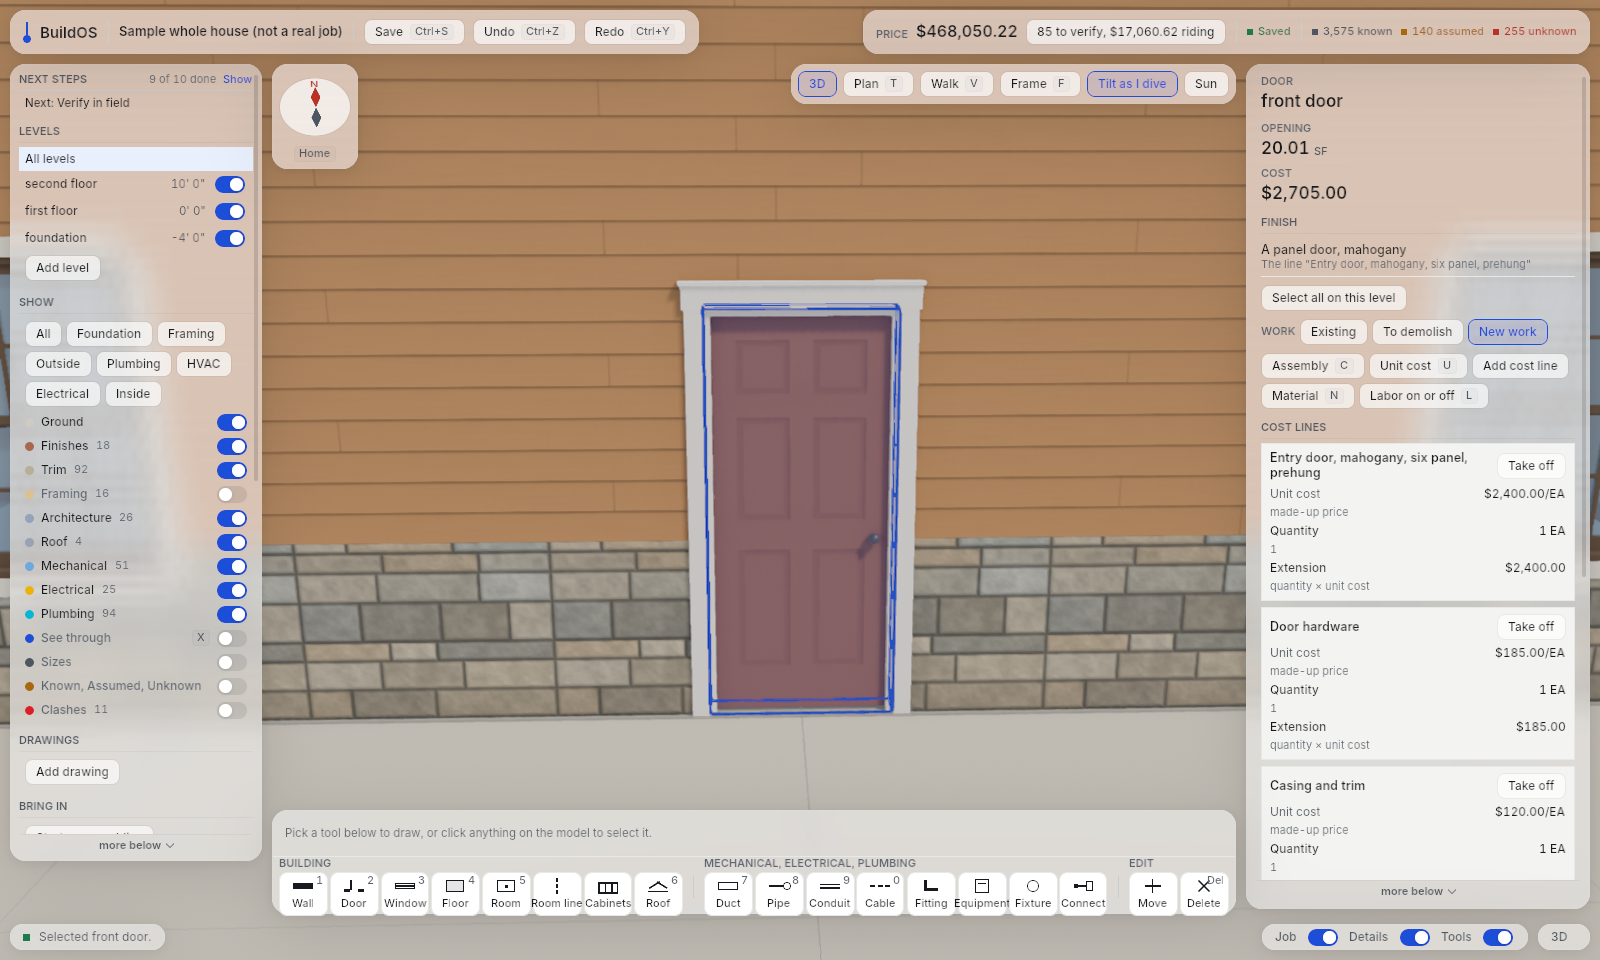 BuildOS
Sample whole house (not a real job)
Save Ctrl+S
Undo Ctrl+Z
Redo Ctrl+Y
PRICE $468,050.22
85 to verify, $17,060.62 riding
Saved
3,575 known
140 assumed
255 unknown
NEXT STEPS 9 of 10 done Show
Next: Verify in field
LEVELS
All levels
second floor 10' 0"
first floor 0' 0"
foundation -4' 0"
Add level
SHOW
All Foundation Framing
Outside Plumbing HVAC
Electrical Inside
Ground
Finishes 18
Trim 92
Framing 16
Architecture 26
Roof 4
Mechanical 51
Electrical 25
Plumbing 94
See through X
Sizes
Known, Assumed, Unknown
Clashes 11
DRAWINGS
Add drawing
BRING IN
more below
N
Home
3D
Plan T
Walk V
Frame F
Tilt as I dive
Sun
DOOR
front door
OPENING
20.01 SF
COST
$2,705.00
FINISH
A panel door, mahogany
The line "Entry door, mahogany, six panel, prehung"
Select all on this level
WORK Existing To demolish New work
Assembly C Unit cost U Add cost line
Material N Labor on or off L
COST LINES
Entry door, mahogany, six panel,
prehung
Take off
Unit cost $2,400.00/EA
made-up price
Quantity 1 EA
1
Extension $2,400.00
quantity × unit cost
Door hardware Take off
Unit cost $185.00/EA
made-up price
Quantity 1 EA
1
Extension $185.00
quantity × unit cost
Casing and trim Take off
Unit cost $120.00/EA
made-up price
Quantity 1 EA
1
more below
Pick a tool below to draw, or click anything on the model to select it.
BUILDING
1 Wall
2 Door
3 Window
4 Floor
5 Room
Room line
Cabinets
6 Roof
MECHANICAL, ELECTRICAL, PLUMBING
7 Duct
8 Pipe
9 Conduit
0 Cable
Fitting
Equipment
Fixture
Connect
EDIT
Move
Del Delete
Selected front door.
Job Details Tools 3D